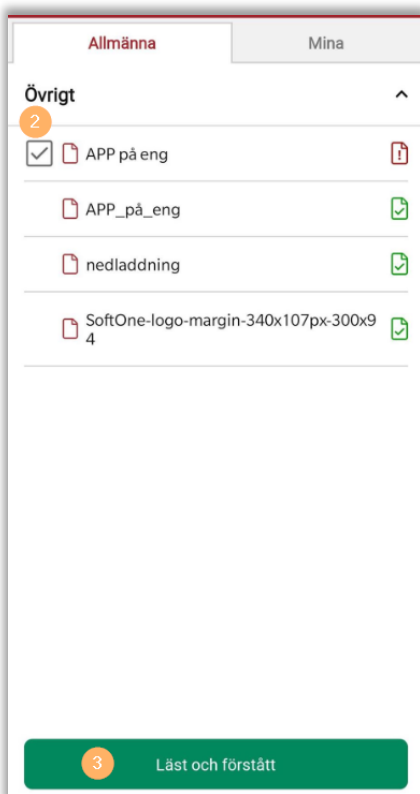 Allmänna Mina
Övrigt
2
APP på eng
APP_på_eng
nedladdning
SoftOne-logo-margin-340x107px-300x9
4
3 Läst och förstått